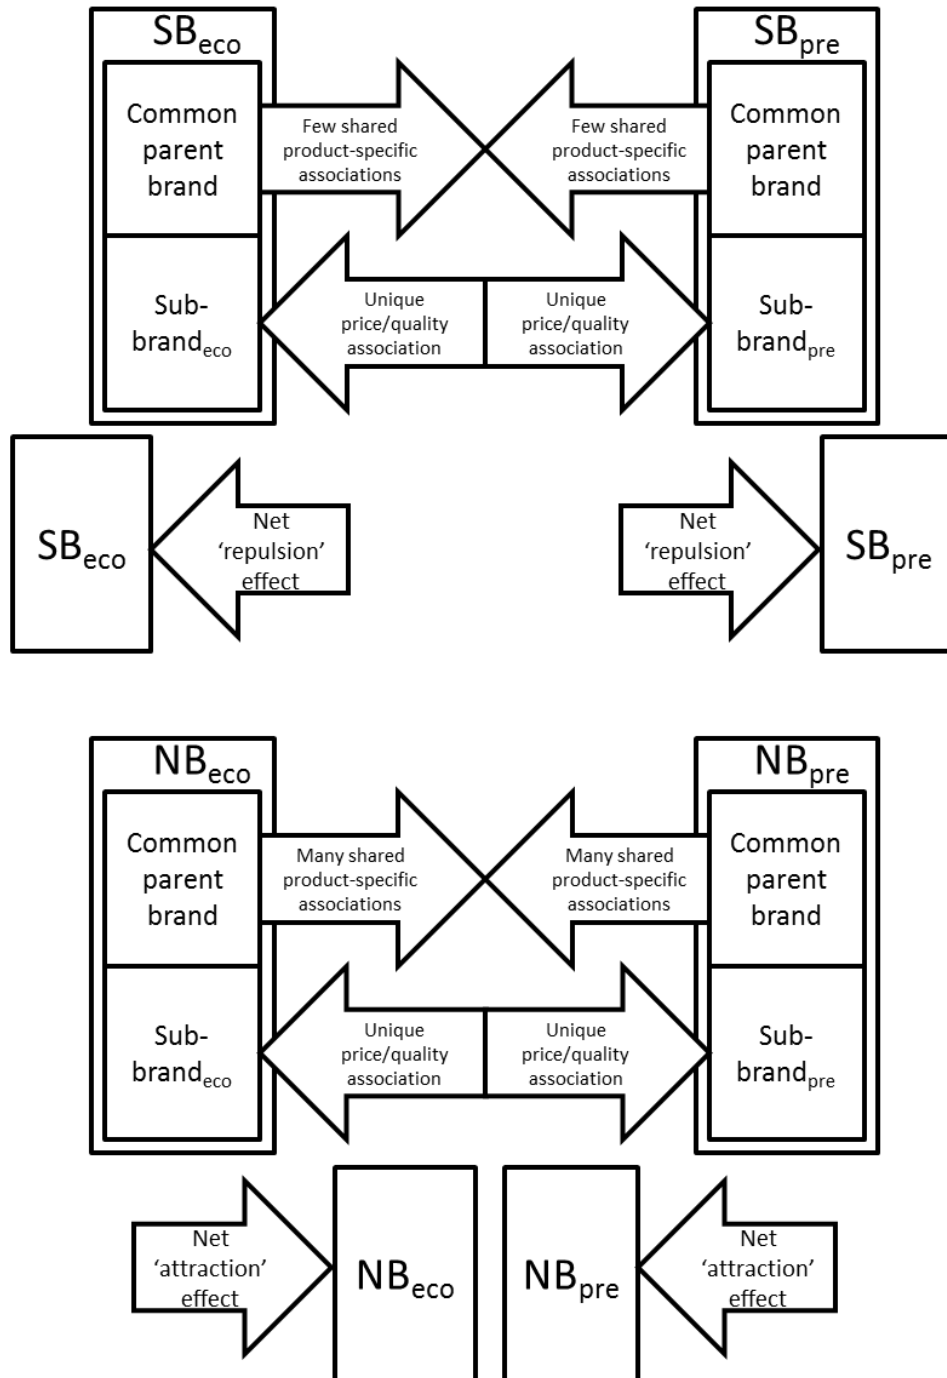 SBeco
SBpre
Common
parent
brand
Few shared
product-specific
associations
Few shared
product-specific
associations
Common
parent
brand
Sub-
brandeco
Unique
price/quality
association
Unique
price/quality
association
Sub-
brandpre
SBeco
Net
‘repulsion’
effect
Net
‘repulsion’
effect
SBpre
NBeco
NBpre
Common
parent
brand
Many shared
product-specific
associations
Many shared
product-specific
associations
Common
parent
brand
Sub-
brandeco
Unique
price/quality
association
Unique
price/quality
association
Sub-
brandpre
Net
‘attraction’
effect
NBeco
NBpre
Net
‘attraction’
effect